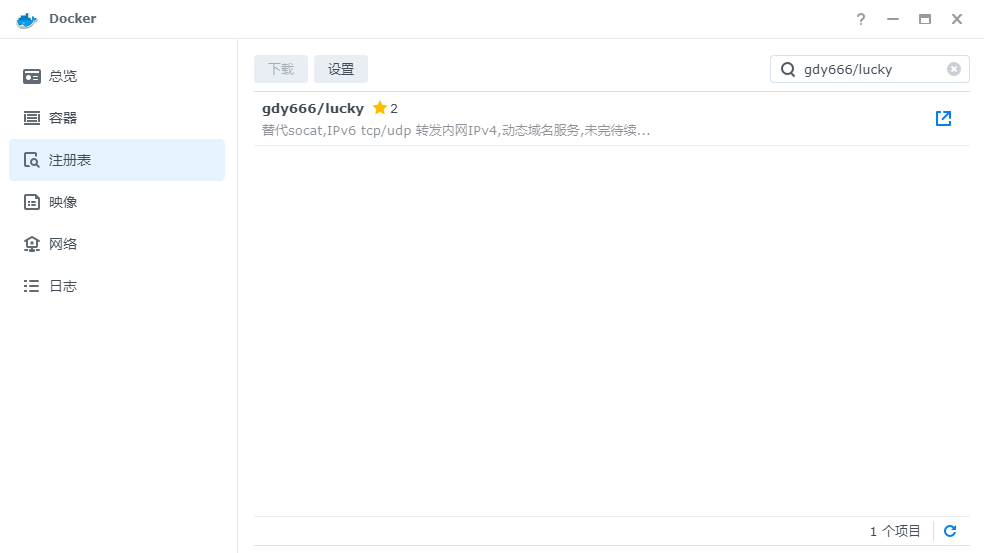 Docker
总览
容器
注册表
映像
网络
日志
下载
设置
gdy666/lucky
gdy666/lucky 2
替代socat,IPv6 tcp/udp 转发内网IPv4,动态域名服务,未完待续...
1 个项目